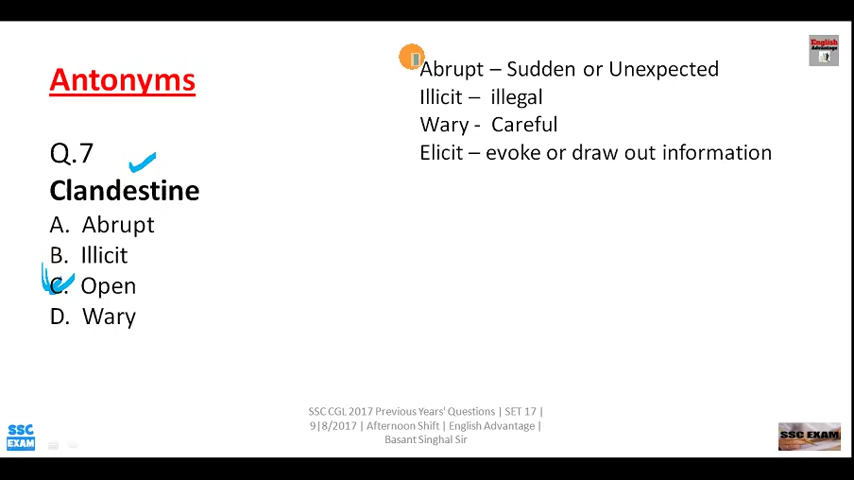 Antonyms
Q.7
Clandestine
A. Abrupt
B. Illicit
C. Open
D. Wary
Abrupt – Sudden or Unexpected
Illicit – illegal
Wary - Careful
Elicit – evoke or draw out information
English
Advantage
SSC CGL 2017 Previous Years' Questions | SET 17 |
9|8/2017 | Afternoon Shift | English Advantage |
Basant Singhal Sir
SSC
EXAM
SSC EXAM